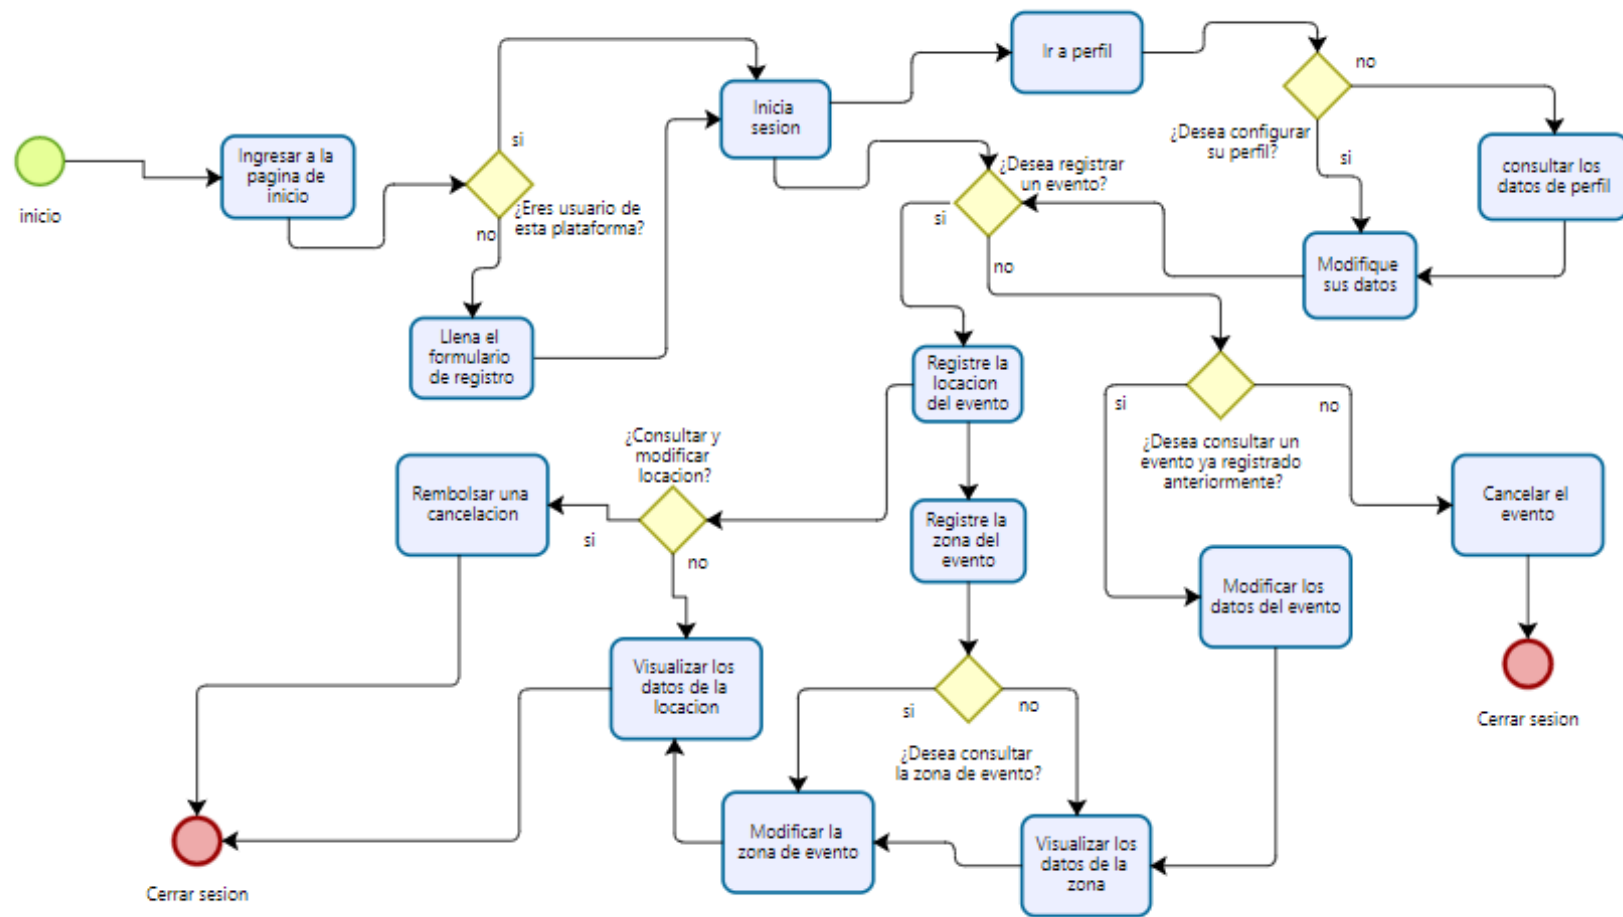 Ir a perfil
no
Inicia
sesion
si
¿Desea configurar
su perfil?
Ingresar a la
pagina de
inicio
¿Desea registrar
un evento?
si
consultar los
datos de perfil
inicio
¿Eres usuario de
esta plataforma?
no
si
no
Modifique
sus datos
Llena el
formulario
de registro
Registre la
locacion
del evento
si
no
¿Consultar y
modificar
locacion?
¿Desea consultar un
evento ya registrado
anteriormente?
Rembolsar una
cancelacion
Cancelar el
evento
Registre la
zona del
evento
si
no
Modificar los
datos del evento
Visualizar los
datos de la
locacion
si
no
Cerrar sesion
¿Desea consultar
la zona de evento?
Modificar la
zona de evento
Visualizar los
datos de la
zona
Cerrar sesion